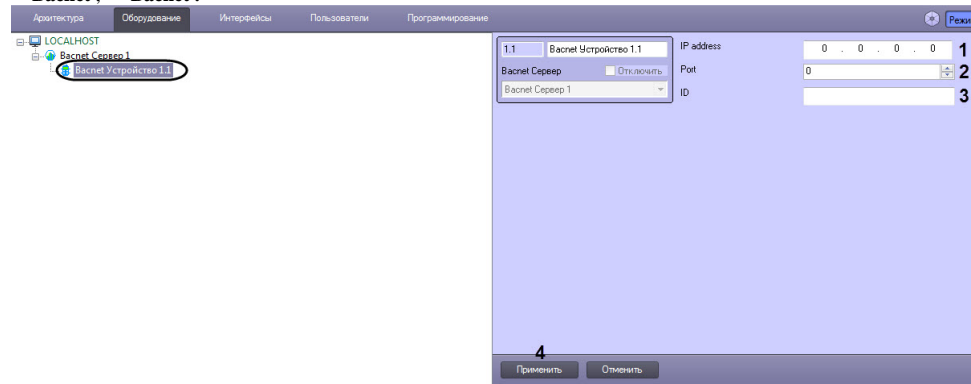 Bacnet , Bacnet .
Архитектура Оборудование Интерфейсы Пользователи Программирование Режи
LOCALHOST
Bacnet Сервер 1
Bacnet Устройство 1.1
1.1 Bacnet Устройство 1.1 IP address 0 . 0 . 0 . 0 1
Bacnet Сервер Отключить Port 0 2
Bacnet Сервер 1 ID 3
4
Применить Отменить